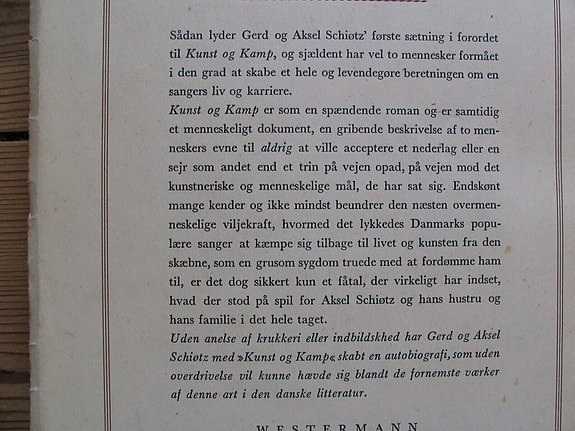 Sådan lyder Gerd og Aksel Schiøtz' første sætning i forordet
til Kunst og Kamp, og sjældent har vel to mennesker formået
i den grad at skabe et hele og levendegøre beretningen om en
sangers liv og karriere.
Kunst og Kamp er som en spændende roman og er samtidig
et menneskeligt dokument, en gribende beskrivelse af to men-
neskers evne til aldrig at ville acceptere et nederlag eller en
sejr som andet end et trin på vejen opad, på vejen mod det
kunstneriske og menneskelige mål, de har sat sig. Endskønt
mange kender og ikke mindst beundrer den næsten overmen-
neskelige viljekraft, hvormed det lykkedes Danmarks popu-
lære sanger at kæmpe sig tilbage til livet og kunsten fra den
skæbne, som en grusom sygdom truede med at fordømme ham
til, er det dog sikkert kun et fåtal, der virkeligt har indset,
hvad der stod på spil for Aksel Schiøtz og hans hustru og
hans familie i det hele taget.
Uden anelse af krukkeri eller indbildskhed har Gerd og Aksel
Schiøtz med »Kunst og Kamp« skabt en autobiografi, som uden
overdrivelse vil kunne hævde sig blandt de fornemste værker
af denne art i den danske litteratur.
WESTERMANN